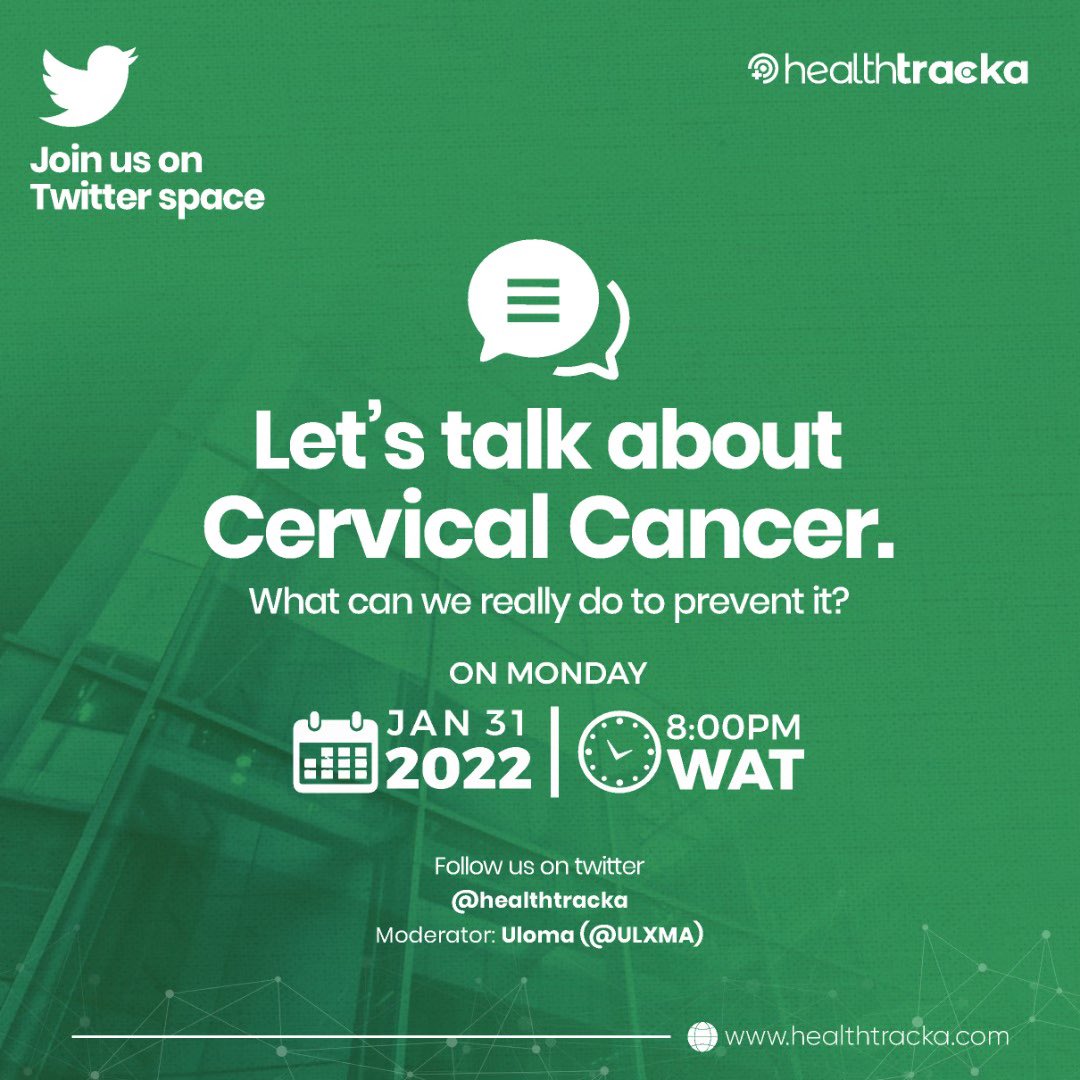 healthtracka
Join us on
Twitter space
Let's talk about
Cervical Cancer.
What can we really do to prevent it?
ON MONDAY
JAN 31
2022
8:00PM
WAT
Follow us on twitter
@healthtracka
Moderator: Uloma (@ULXMA)
www.healthtracka.com